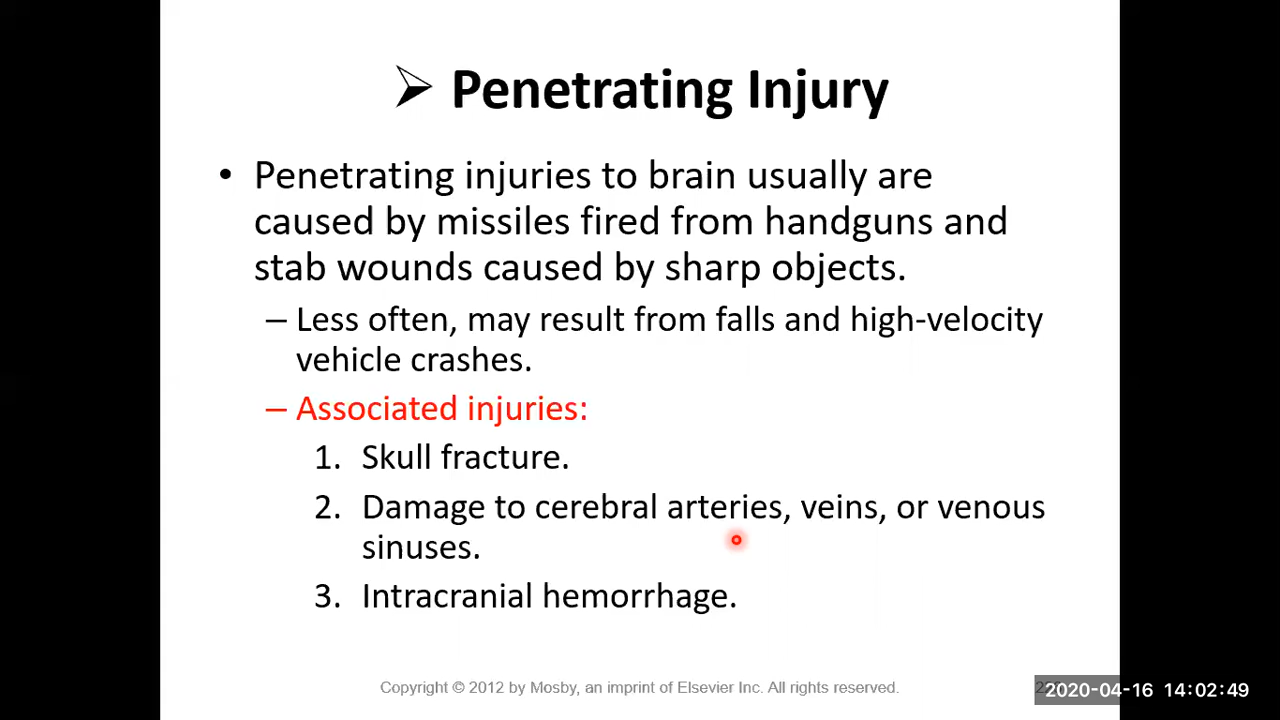 ➢ Penetrating Injury
• Penetrating injuries to brain usually are
caused by missiles fired from handguns and
stab wounds caused by sharp objects.
– Less often, may result from falls and high-velocity
vehicle crashes.
– Associated injuries:
1. Skull fracture.
2. Damage to cerebral arteries, veins, or venous
sinuses.
3. Intracranial hemorrhage.
Copyright © 2012 by Mosby, an imprint of Elsevier Inc. All rights reserved.
2020-04-16 14:02:49